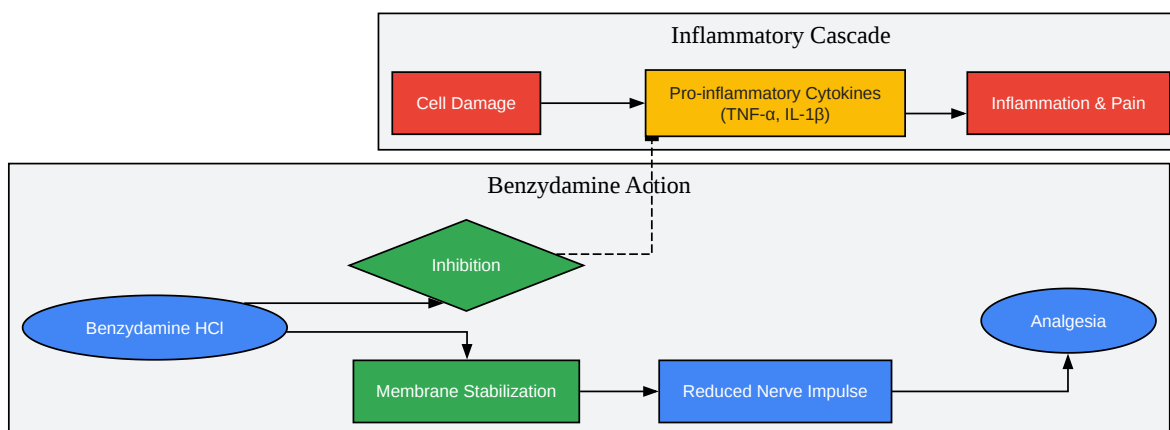 Inflammatory Cascade
Cell Damage
Pro-inflammatory Cytokines
(TNF-α, IL-1β)
Inflammation & Pain
Benzydamine Action
Inhibition
Benzydamine HCl
Analgesia
Membrane Stabilization
Reduced Nerve Impulse